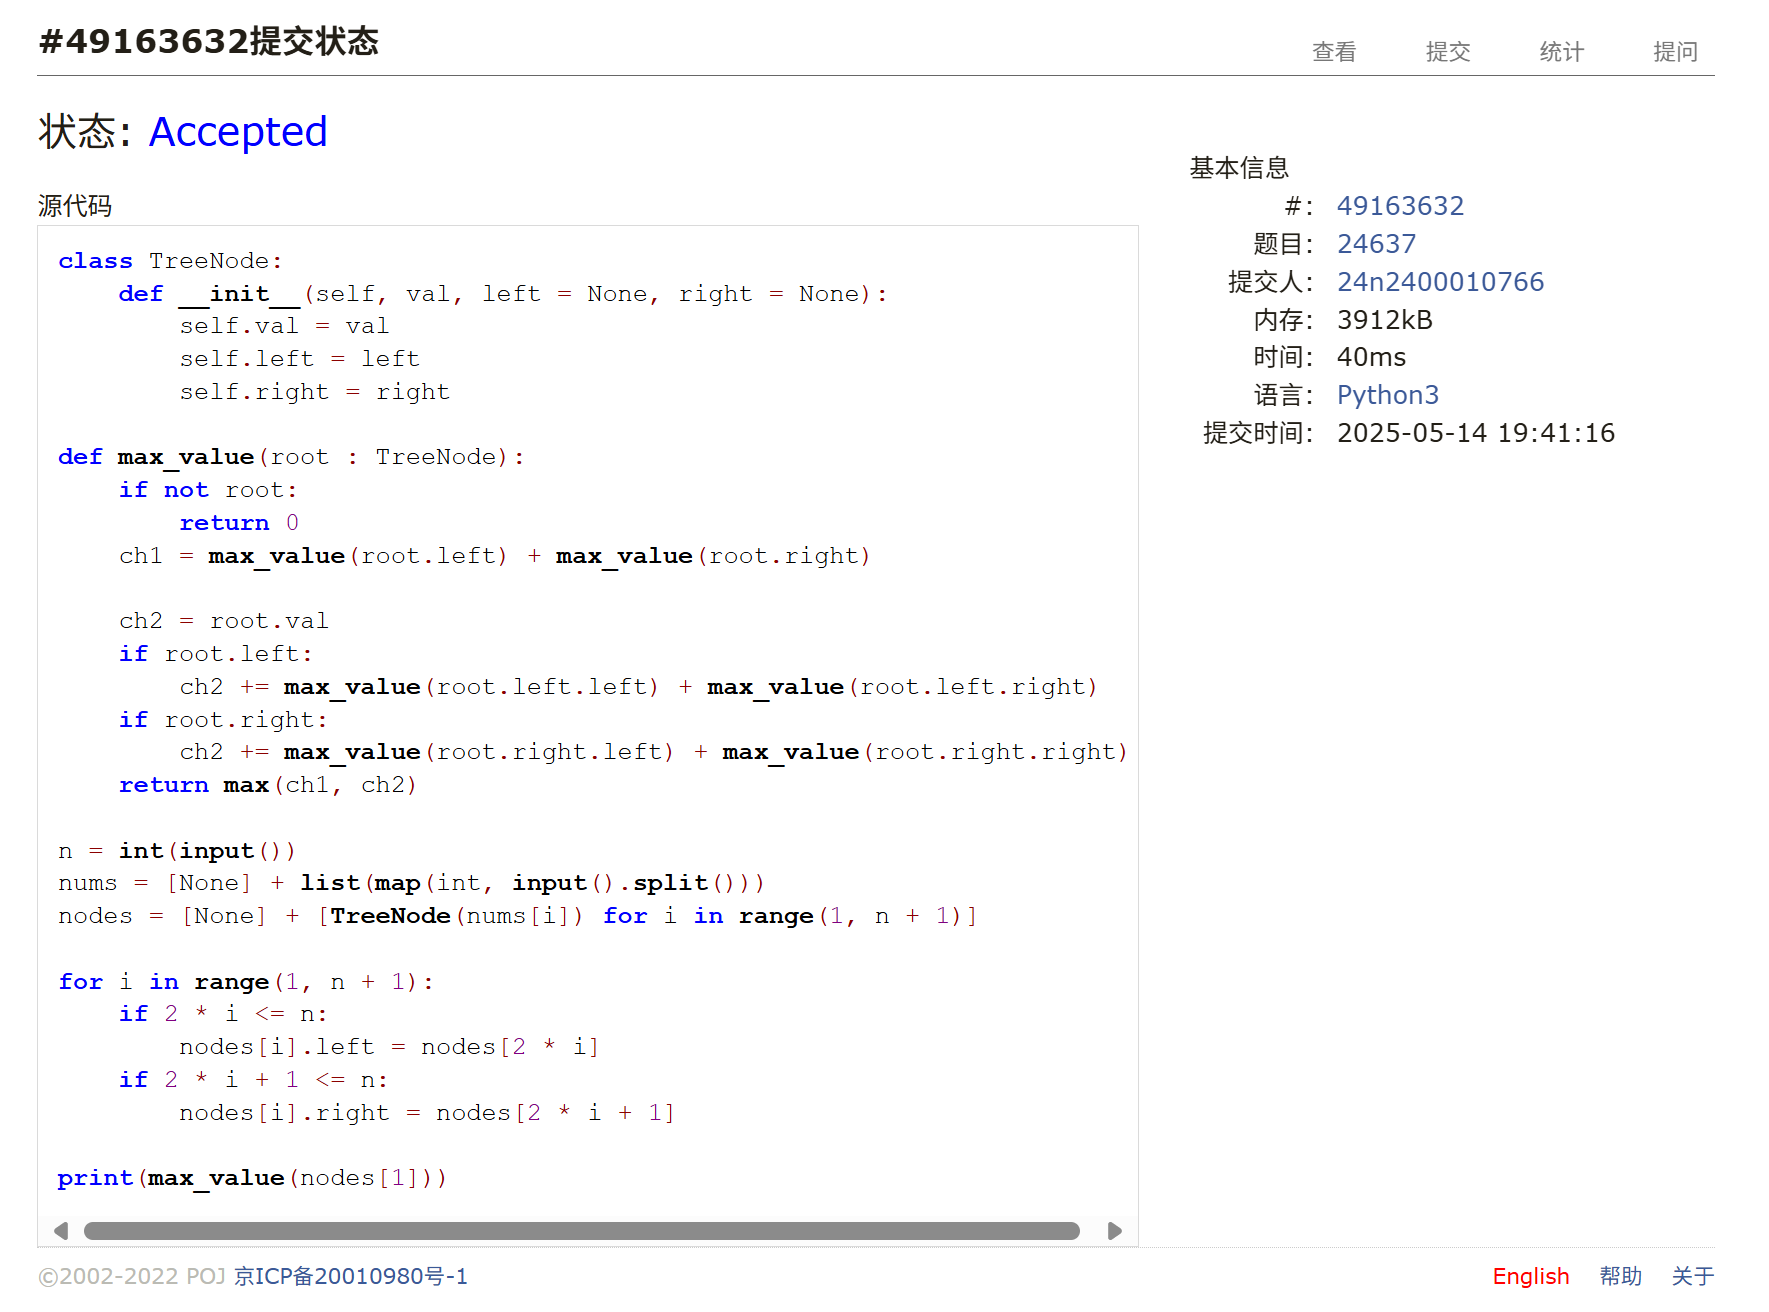 #49163632提交状态
查看 提交 统计 提问
状态: Accepted
源代码
class TreeNode:
    def __init__(self, val, left = None, right = None):
        self.val = val
        self.left = left
        self.right = right

def max_value(root : TreeNode):
    if not root:
        return 0
    ch1 = max_value(root.left) + max_value(root.right)

    ch2 = root.val
    if root.left:
        ch2 += max_value(root.left.left) + max_value(root.left.right)
    if root.right:
        ch2 += max_value(root.right.left) + max_value(root.right.right)
    return max(ch1, ch2)

n = int(input())
nums = [None] + list(map(int, input().split()))
nodes = [None] + [TreeNode(nums[i]) for i in range(1, n + 1)]

for i in range(1, n + 1):
    if 2 * i <= n:
        nodes[i].left = nodes[2 * i]
    if 2 * i + 1 <= n:
        nodes[i].right = nodes[2 * i + 1]

print(max_value(nodes[1]))
基本信息
#: 49163632
题目: 24637
提交人: 24n2400010766
内存: 3912kB
时间: 40ms
语言: Python3
提交时间: 2025-05-14 19:41:16
©2002-2022 POJ 京ICP备20010980号-1
English 帮助 关于